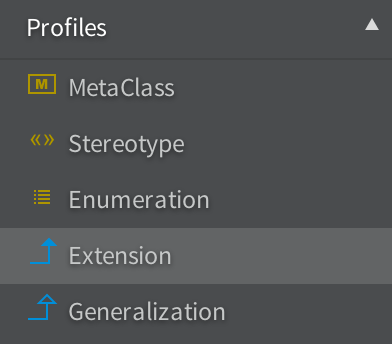 Profiles
M MetaClass
«» Stereotype
Enumeration
Extension
Generalization